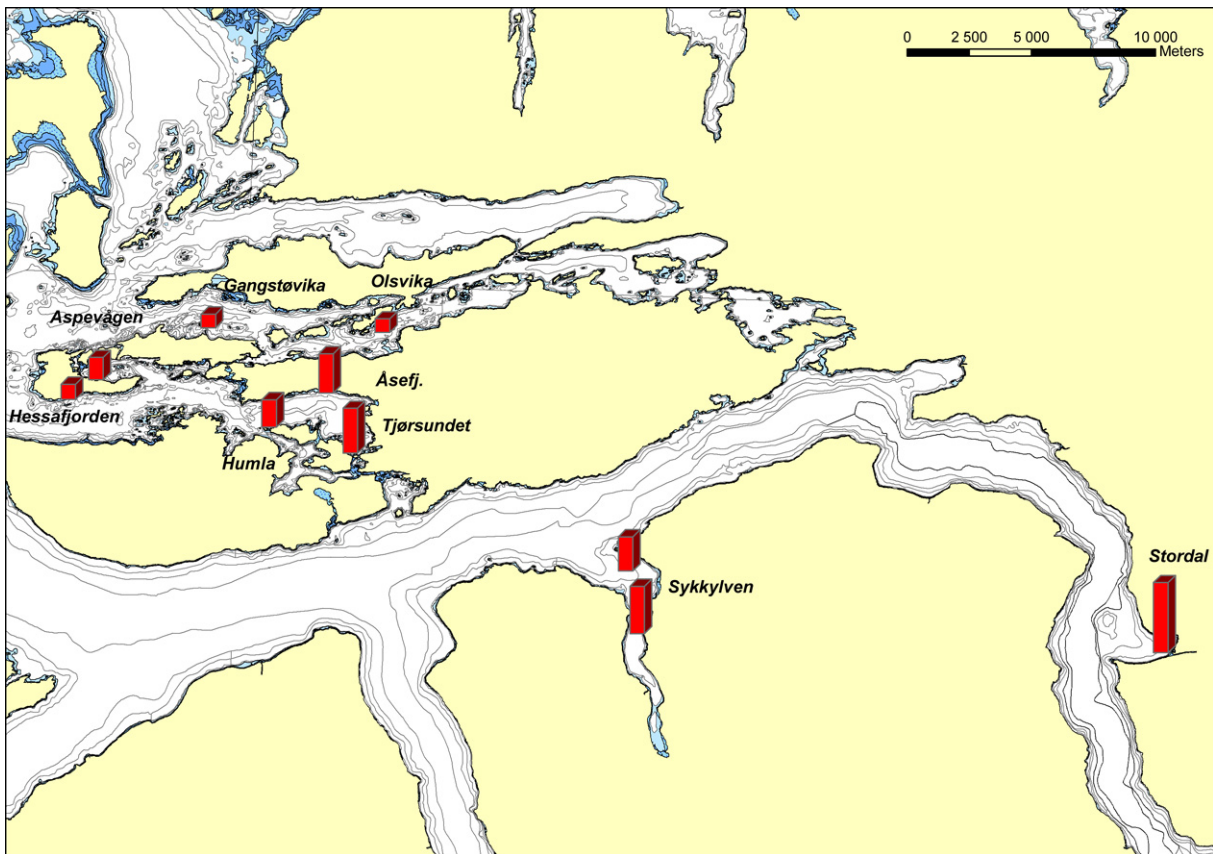 0 2 500 5 000 10 000
Meters
Gangstøvika
Olsvika
Aspevågen
Åsefj.
Hessafjorden
Tjørsundet
Humla
Stordal
Sykkylven